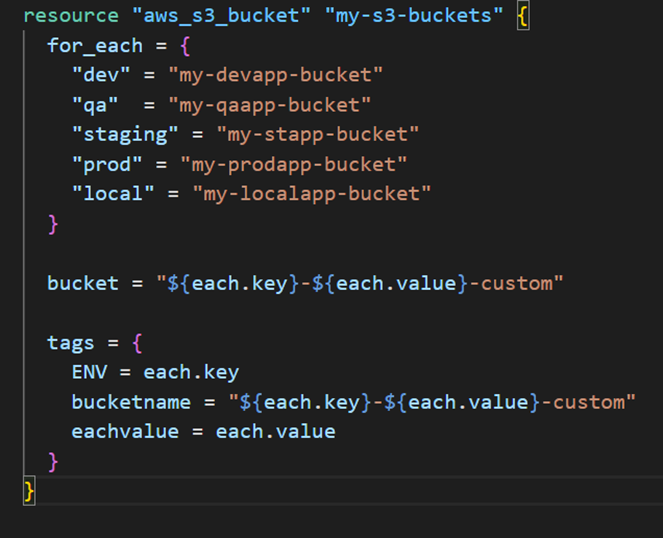 resource "aws_s3_bucket" "my-s3-buckets" {
  for_each = {
    "dev" = "my-devapp-bucket"
    "qa"  = "my-qaapp-bucket"
    "staging" = "my-stapp-bucket"
    "prod" = "my-prodapp-bucket"
    "local" = "my-localapp-bucket"
  }

  bucket = "${each.key}-${each.value}-custom"

  tags = {
    ENV = each.key
    bucketname = "${each.key}-${each.value}-custom"
    eachvalue = each.value
  }
}